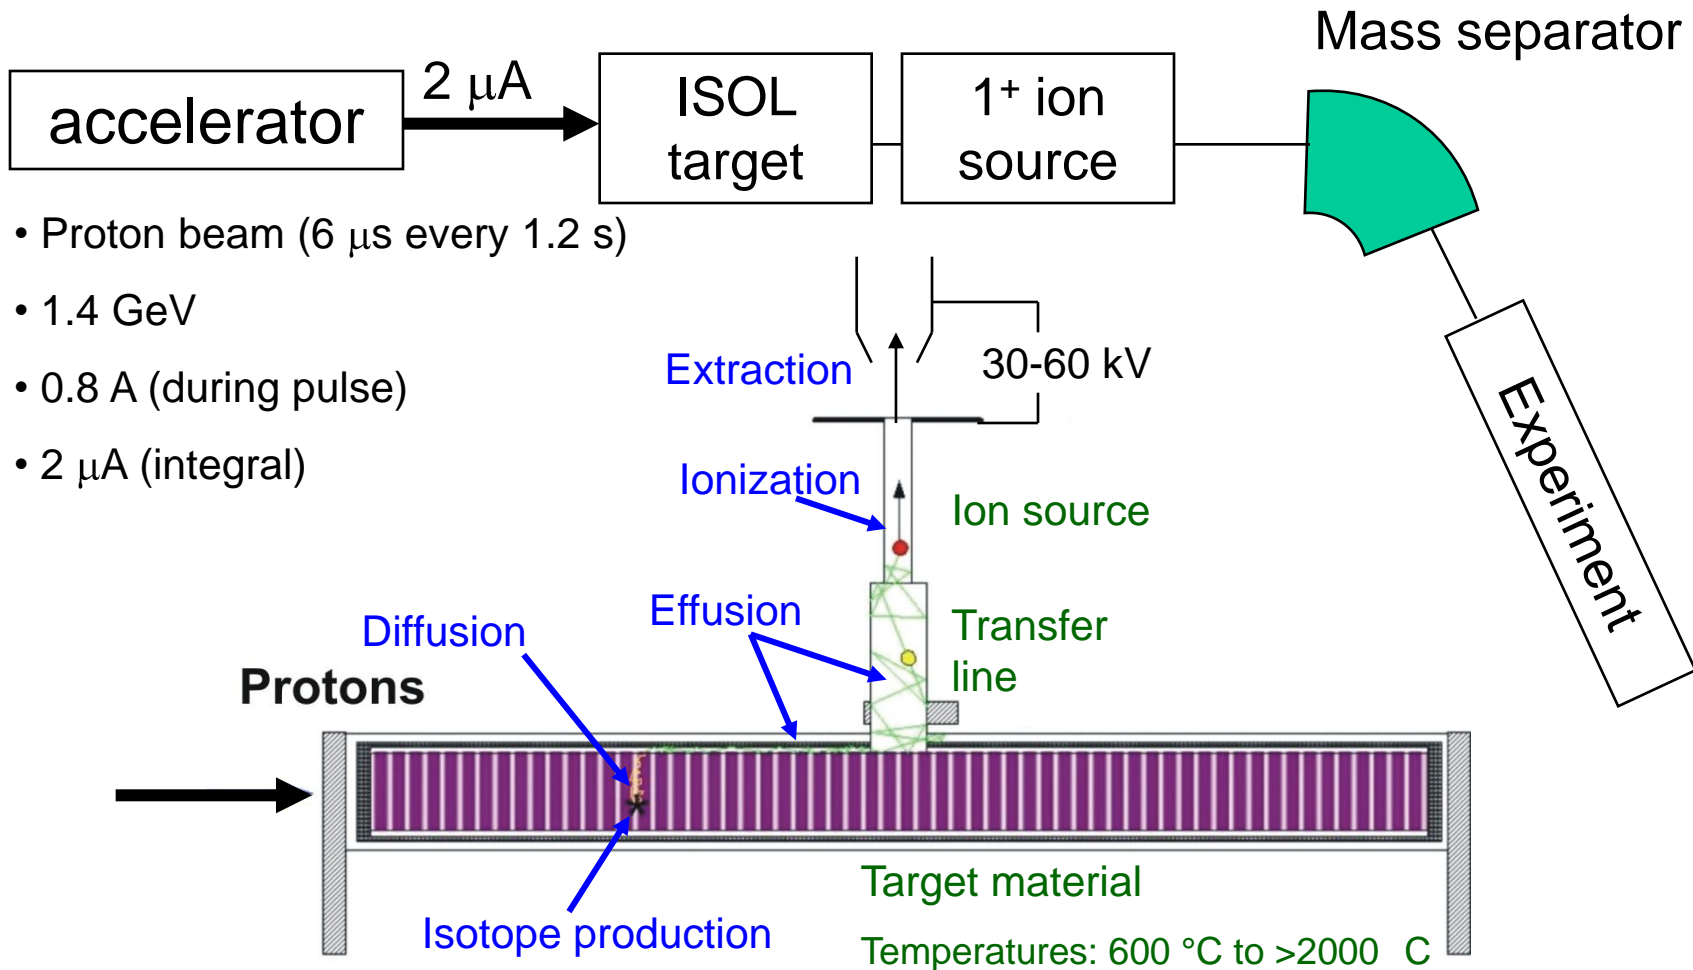 Mass separator
accelerator
2 μA
ISOL
target
1⁺ ion
source
• Proton beam (6 μs every 1.2 s)
• 1.4 GeV
• 0.8 A (during pulse)
• 2 μA (integral)
Extraction
30-60 kV
Experiment
Ionization
Ion source
Diffusion
Effusion
Transfer
line
Protons
Target material
Isotope production
Temperatures: 600 °C to >2000 C